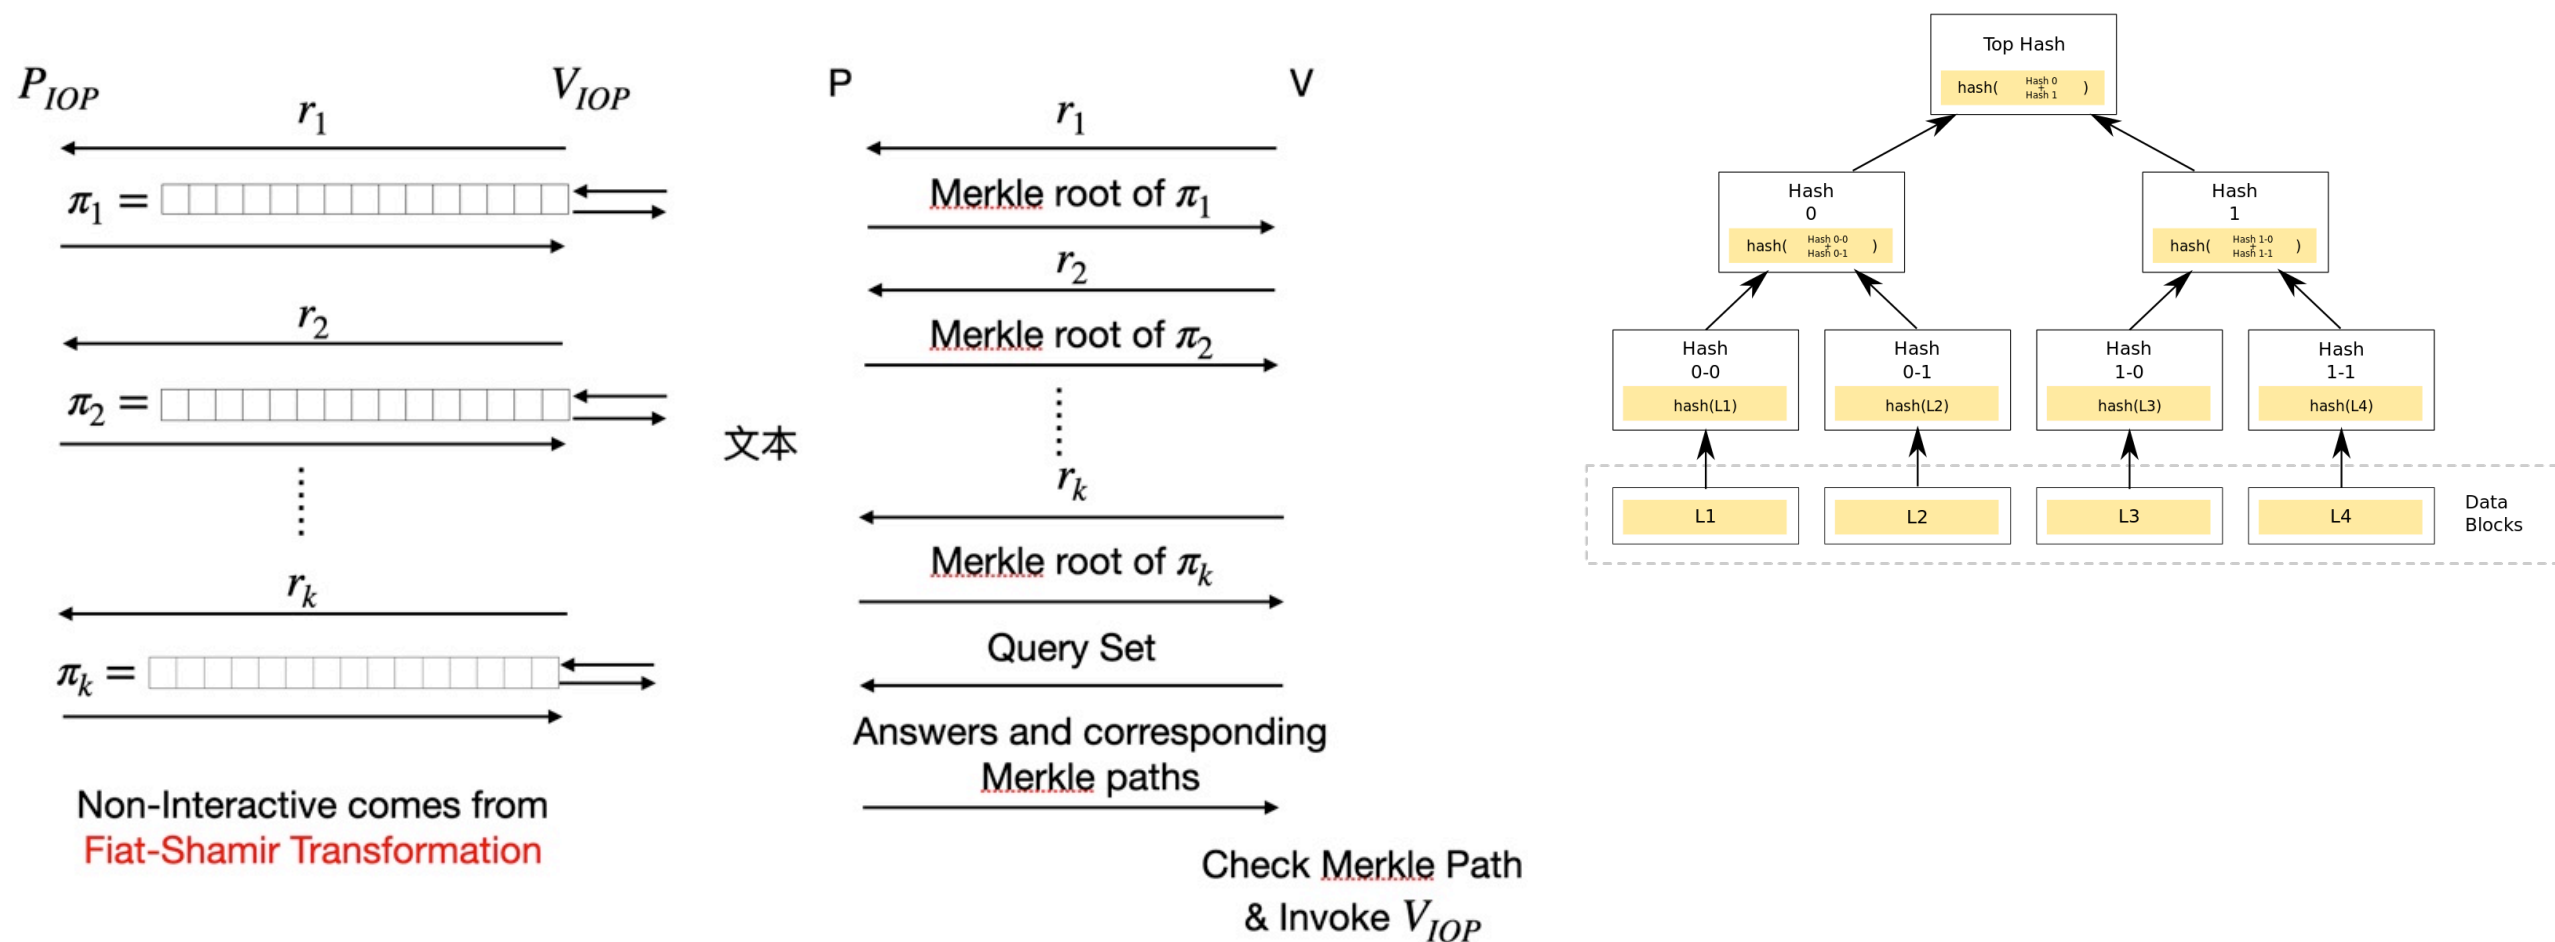 P_IOP
V_IOP
r_1
π_1 =
r_2
π_2 =
r_k
π_k =
Non-Interactive comes from
Fiat-Shamir Transformation
文本
P
V
r_1
Merkle root of π_1
r_2
Merkle root of π_2
r_k
Merkle root of π_k
Query Set
Answers and corresponding
Merkle paths
Check Merkle Path
& Invoke V_IOP
Top Hash
hash( Hash 0 + Hash 1 )
Hash
0
hash( Hash 0-0 + Hash 0-1 )
Hash
1
hash( Hash 1-0 + Hash 1-1 )
Hash
0-0
hash(L1)
Hash
0-1
hash(L2)
Hash
1-0
hash(L3)
Hash
1-1
hash(L4)
L1
L2
L3
L4
Data
Blocks